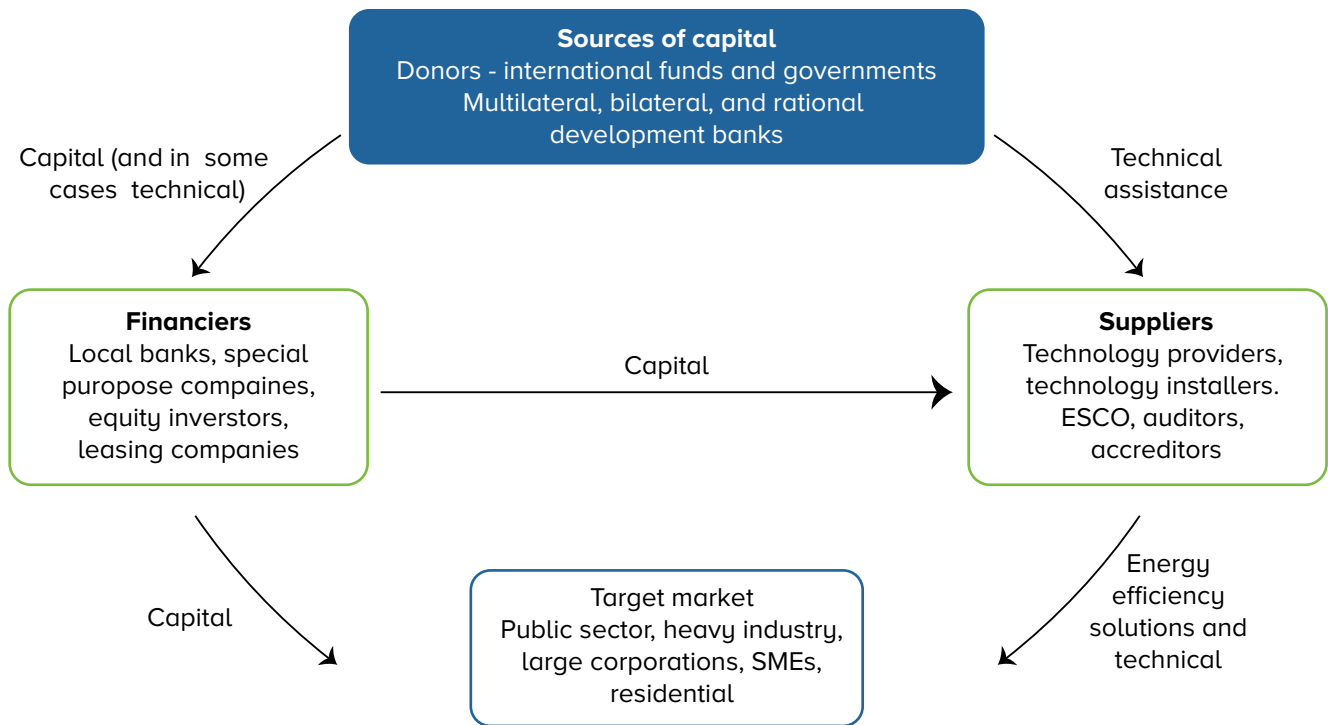 Sources of capital
Donors - international funds and governments
Multilateral, bilateral, and rational
development banks
Capital (and in some
cases technical)
Technical
assistance
Financiers
Local banks, special
puropose compaines,
equity inverstors,
leasing companies
Capital
Suppliers
Technology providers,
technology installers.
ESCO, auditors,
accreditors
Capital
Target market
Public sector, heavy industry,
large corporations, SMEs,
residential
Energy
efficiency
solutions and
technical